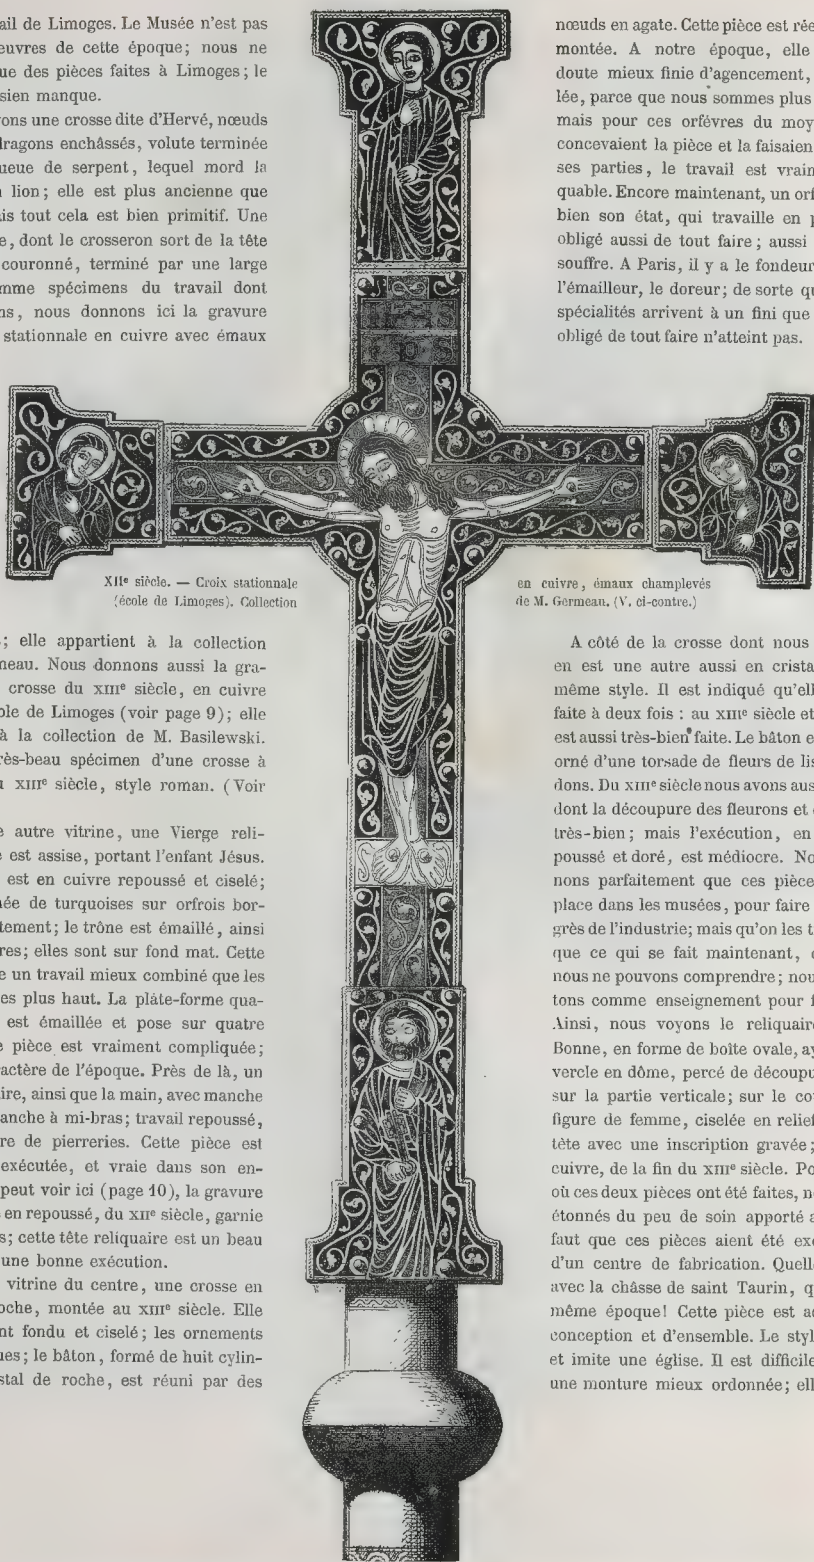 ail de Limoges. Le Musée n'est pas
œuvres de cette époque; nous ne
ue des pièces faites à Limoges; le
sien manque.
ons une crosse dite d'Hervé, nœuds
dragons enchâssés, volute terminée
queue de serpent, lequel mord la
n lion; elle est plus ancienne que
is tout cela est bien primitif. Une
e, dont le crosseron sort de la tête
couronné, terminé par une large
mme spécimens du travail dont
ns, nous donnons ici la gravure
stationnale en cuivre avec émaux
XIIe siècle. — Croix stationnale
(école de Limoges). Collection
en cuivre, émaux champlevés
de M. Germeau. (V. ci-contre.)
; elle appartient à la collection
neau. Nous donnons aussi la gra-
crosse du XIIIe siècle, en cuivre
ole de Limoges (voir page 9); elle
à la collection de M. Basilewski.
rès-beau spécimen d'une crosse à
u XIIIe siècle, style roman. (Voir
e autre vitrine, une Vierge reli-
e est assise, portant l'enfant Jésus.
est en cuivre repoussé et ciselé;
née de turquoises sur orfrois bor-
tement; le trône est émaillé, ainsi
res; elles sont sur fond mat. Cette
e un travail mieux combiné que les
es plus haut. La plate-forme qua-
est émaillée et pose sur quatre
e pièce est vraiment compliquée;
actère de l'époque. Près de là, un
ire, ainsi que la main, avec manche
anche à mi-bras; travail repoussé,
re de pierreries. Cette pièce est
exécutée, et vraie dans son en-
peut voir ici (page 10), la gravure
en repoussé, du XIIe siècle, garnie
s; cette tête reliquaire est un beau
une bonne exécution.
vitrine du centre, une crosse en
oche, montée au XIIIe siècle. Elle
nt fondu et ciselé; les ornements
ues; le bâton, formé de huit cylin-
stal de roche, est réuni par des
nœuds en agate. Cette pièce est rée
montée. A notre époque, elle
doute mieux finie d'agencement,
lée, parce que nous sommes plus
mais pour ces orfévres du moy
concevaient la pièce et la faisaien
ses parties, le travail est vrain
quable. Encore maintenant, un orf
bien son état, qui travaille en p
obligé aussi de tout faire; aussi
souffre. A Paris, il y a le fondeur
l'émailleur, le doreur; de sorte qu
spécialités arrivent à un fini que
obligé de tout faire n'atteint pas.
A côté de la crosse dont nous
en est une autre aussi en crista
même style. Il est indiqué qu'ell
faite à deux fois : au XIIIe siècle et
est aussi très-bien faite. Le bâton e
orné d'une torsade de fleurs de lis
dons. Du XIIIe siècle nous avons aus
dont la découpure des fleurons et
très-bien; mais l'exécution, en
poussé et doré, est médiocre. No
nons parfaitement que ces pièce
place dans les musées, pour faire
grès de l'industrie; mais qu'on les t
que ce qui se fait maintenant, c
nous ne pouvons comprendre; nou
tons comme enseignement pour f
Ainsi, nous voyons le reliquair
Bonne, en forme de boîte ovale, ay
vercle en dôme, percé de découpu
sur la partie verticale; sur le co
figure de femme, ciselée en relief
tête avec une inscription gravée;
cuivre, de la fin du XIIIe siècle. Po
où ces deux pièces ont été faites, n
étonnés du peu de soin apporté a
faut que ces pièces aient été exé
d'un centre de fabrication. Quell
avec la châsse de saint Taurin, q
même époque! Cette pièce est a
conception et d'ensemble. Le styl
et imite une église. Il est difficile
une monture mieux ordonnée; ell